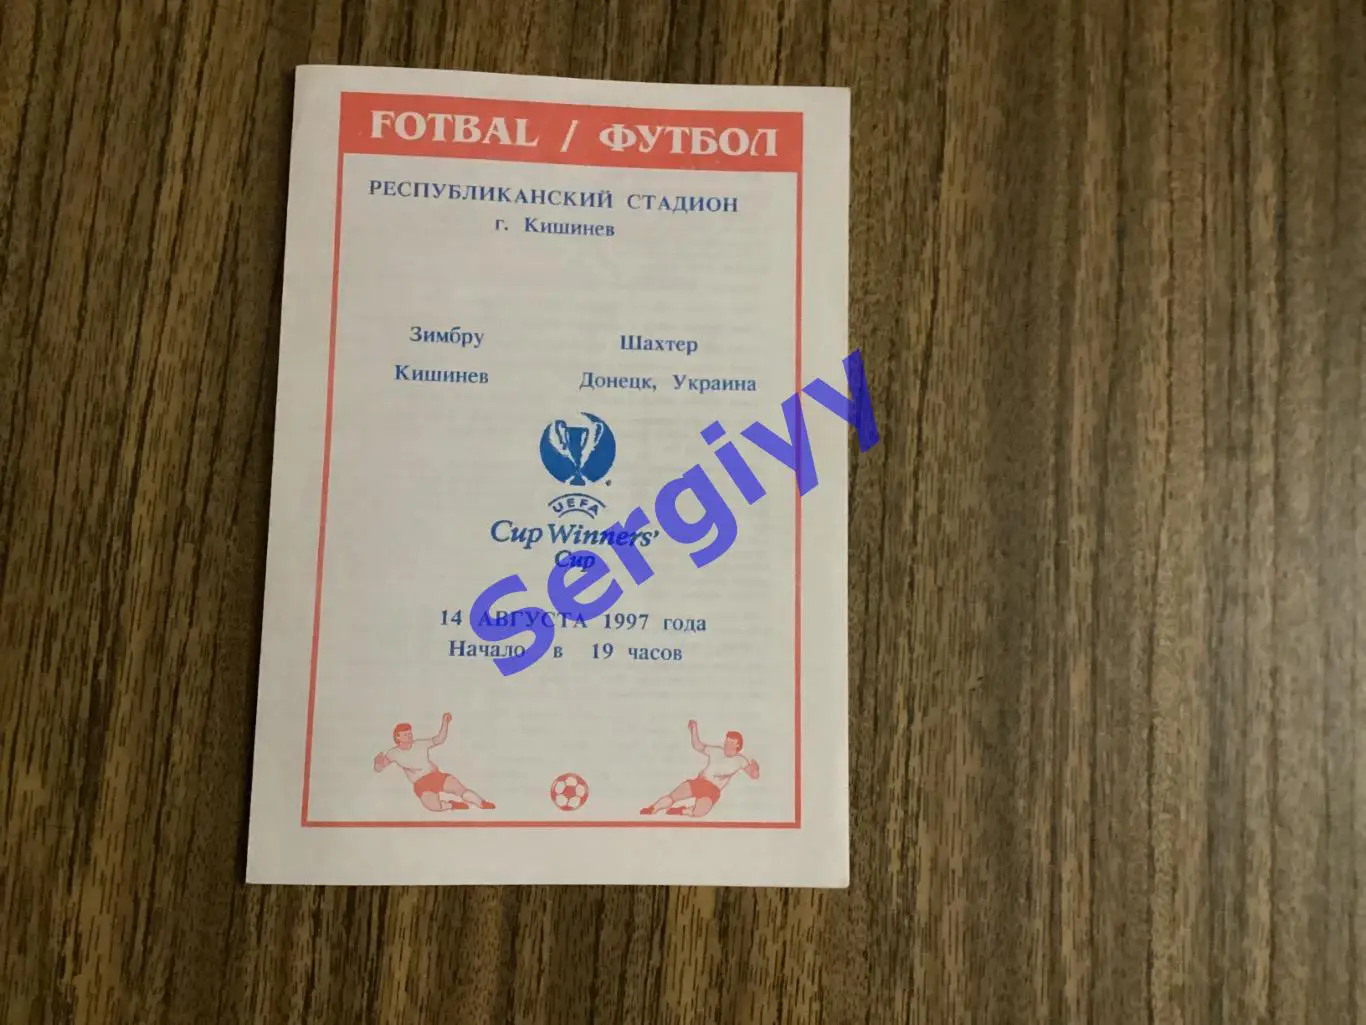 FOTBAL / ФУТБОЛ
РЕСПУБЛИКАНСКИЙ СТАДИОН
г. Кишинев
Зимбру Шахтер
Кишинев Донецк, Украина
UEFA
Cup Winners'
Cup
14 АВГУСТА 1997 года
Начало в 19 часов
Sergiyy